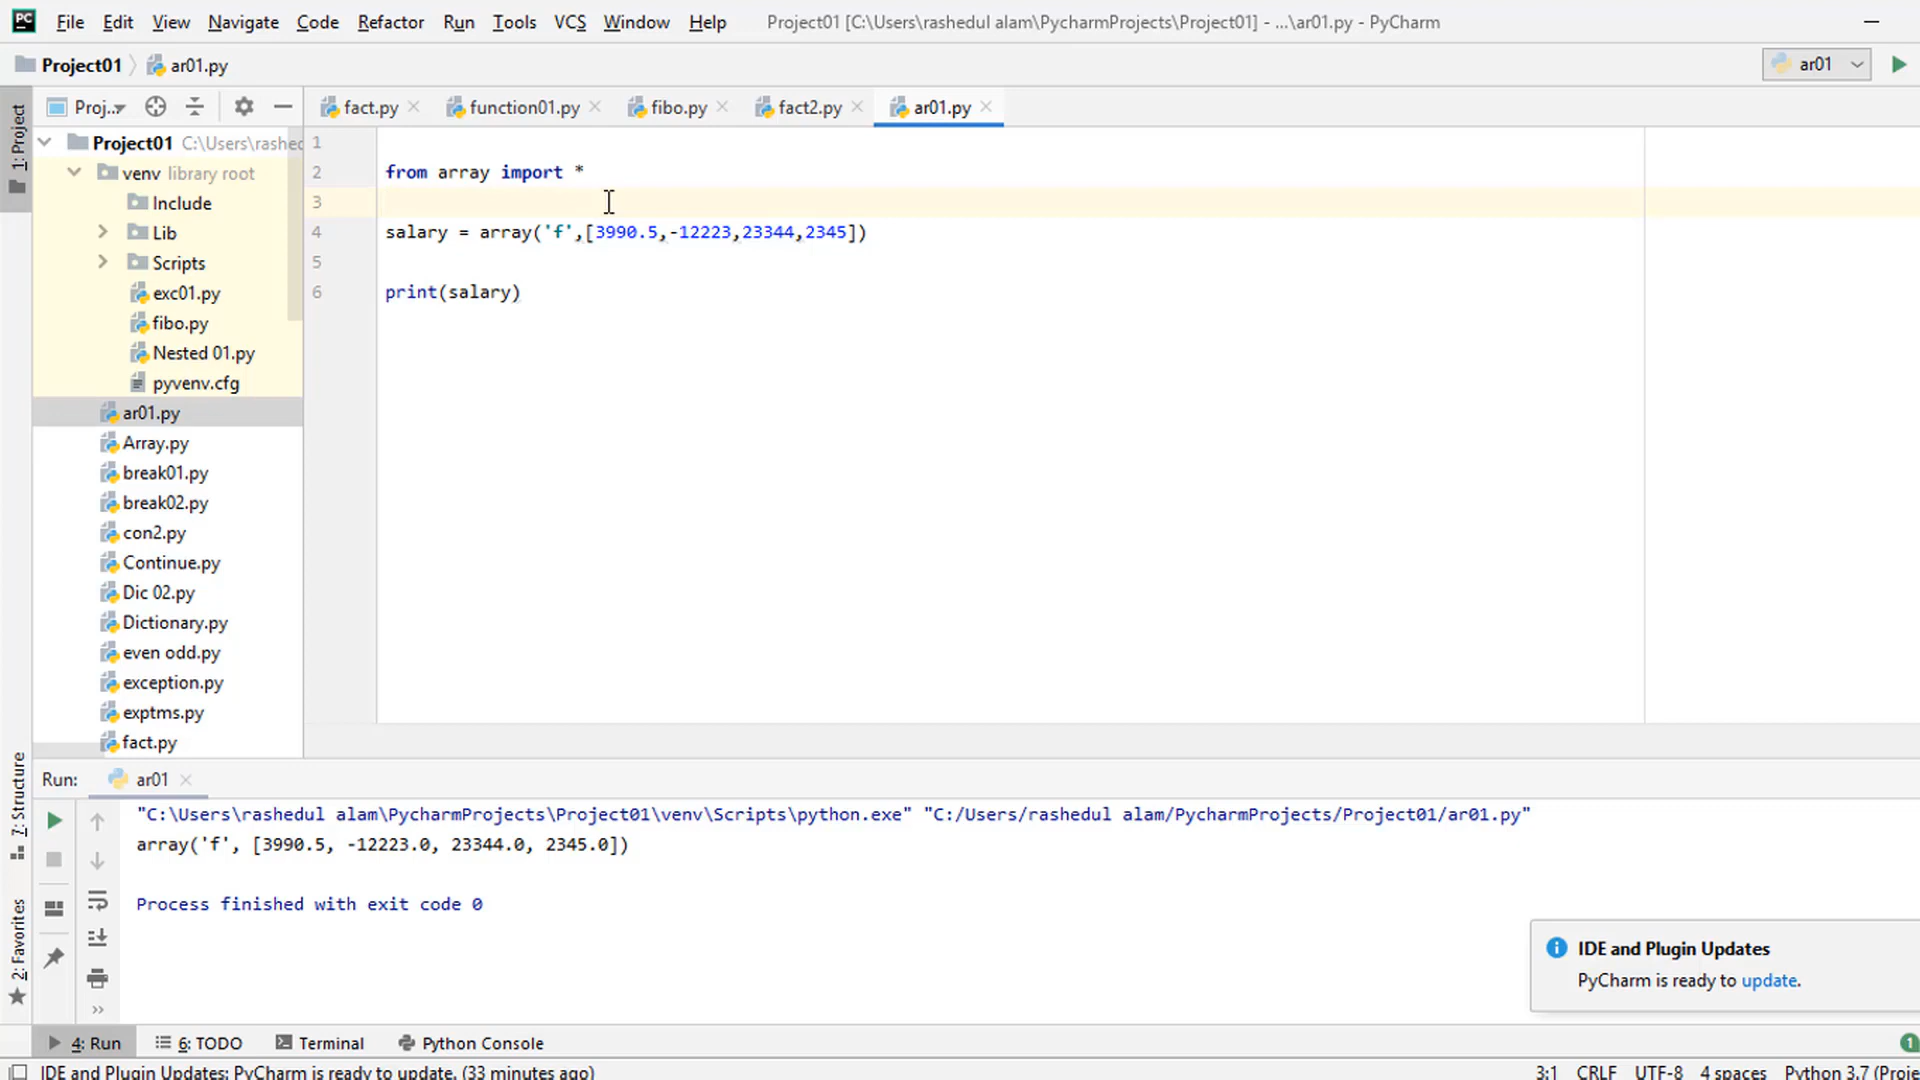 PC File Edit View Navigate Code Refactor Run Tools VCS Window Help Project01 [C:\Users\rashedul alam\PycharmProjects\Project01] - ...\ar01.py - PyCharm
Project01 ar01.py ar01
Proj.. fact.py function01.py fibo.py fact2.py ar01.py
1: Project
Project01 C:\Users\rashed
venv library root
Include
Lib
Scripts
exc01.py
fibo.py
Nested 01.py
pyvenv.cfg
ar01.py
Array.py
break01.py
break02.py
con2.py
Continue.py
Dic 02.py
Dictionary.py
even odd.py
exception.py
exptms.py
fact.py
1
2 from array import *
3
4 salary = array('f',[3990.5,-12223,23344,2345])
5
6 print(salary)
7: Structure
2: Favorites
Run: ar01
"C:\Users\rashedul alam\PycharmProjects\Project01\venv\Scripts\python.exe" "C:/Users/rashedul alam/PycharmProjects/Project01/ar01.py"
array('f', [3990.5, -12223.0, 23344.0, 2345.0])
Process finished with exit code 0
IDE and Plugin Updates
PyCharm is ready to update.
4: Run 6: TODO Terminal Python Console 1
IDE and Plugin Updates: PyCharm is ready to update. (33 minutes ago) 3:1 CRLF UTF-8 4 spaces Python 3.7 (Proje